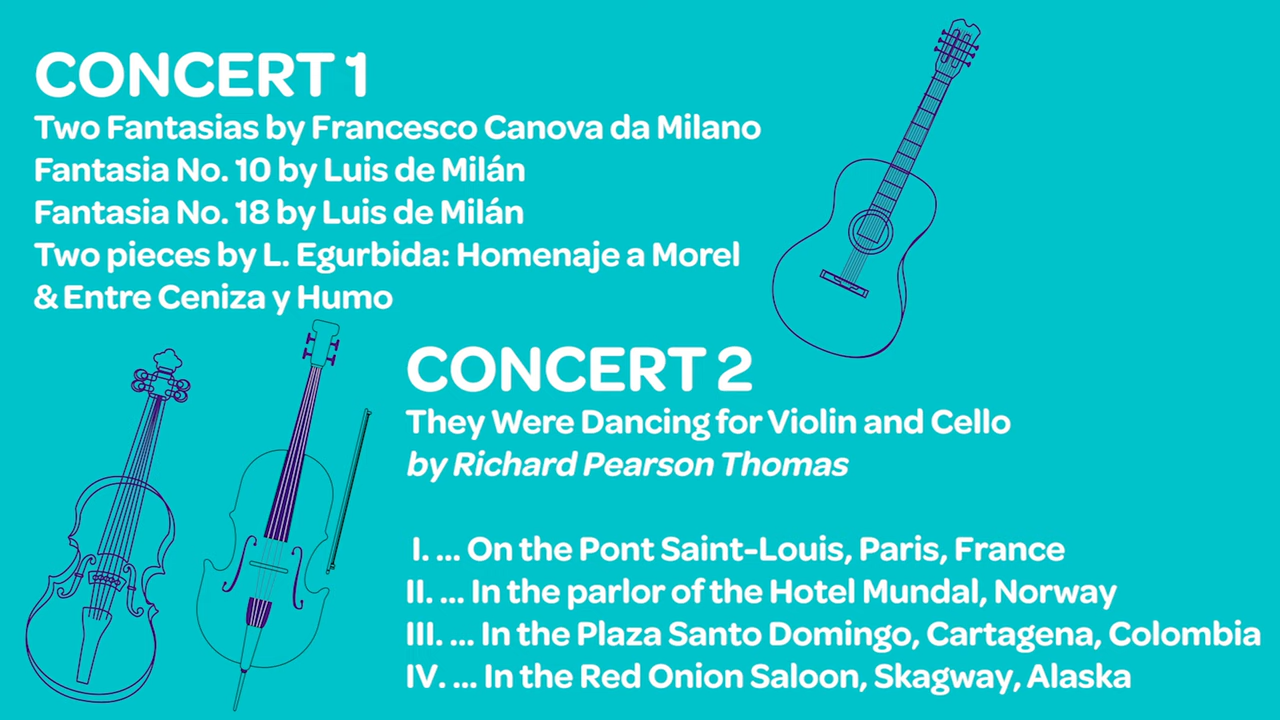 CONCERT 1
Two Fantasias by Francesco Canova da Milano
Fantasia No. 10 by Luis de Milán
Fantasia No. 18 by Luis de Milán
Two pieces by L. Egurbida: Homenaje a Morel
& Entre Ceniza y Humo
CONCERT 2
They Were Dancing for Violin and Cello
by Richard Pearson Thomas
I. ... On the Pont Saint-Louis, Paris, France
II. ... In the parlor of the Hotel Mundal, Norway
III. ... In the Plaza Santo Domingo, Cartagena, Colombia
IV. ... In the Red Onion Saloon, Skagway, Alaska